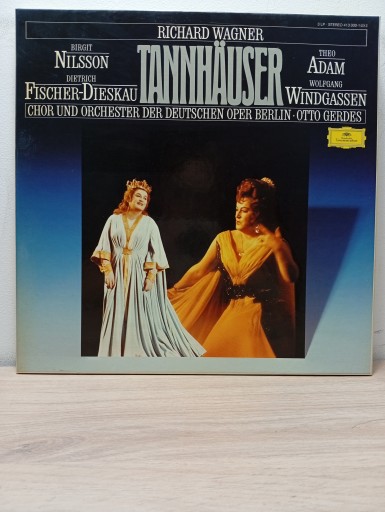 RICHARD WAGNER
BIRGIT
NILSSON
DIETRICH
FISCHER-DIESKAU
TANNHÄUSER
THEO
ADAM
WOLFGANG
WINDGASSEN
CHOR UND ORCHESTER DER DEUTSCHEN OPER BERLIN · OTTO GERDES